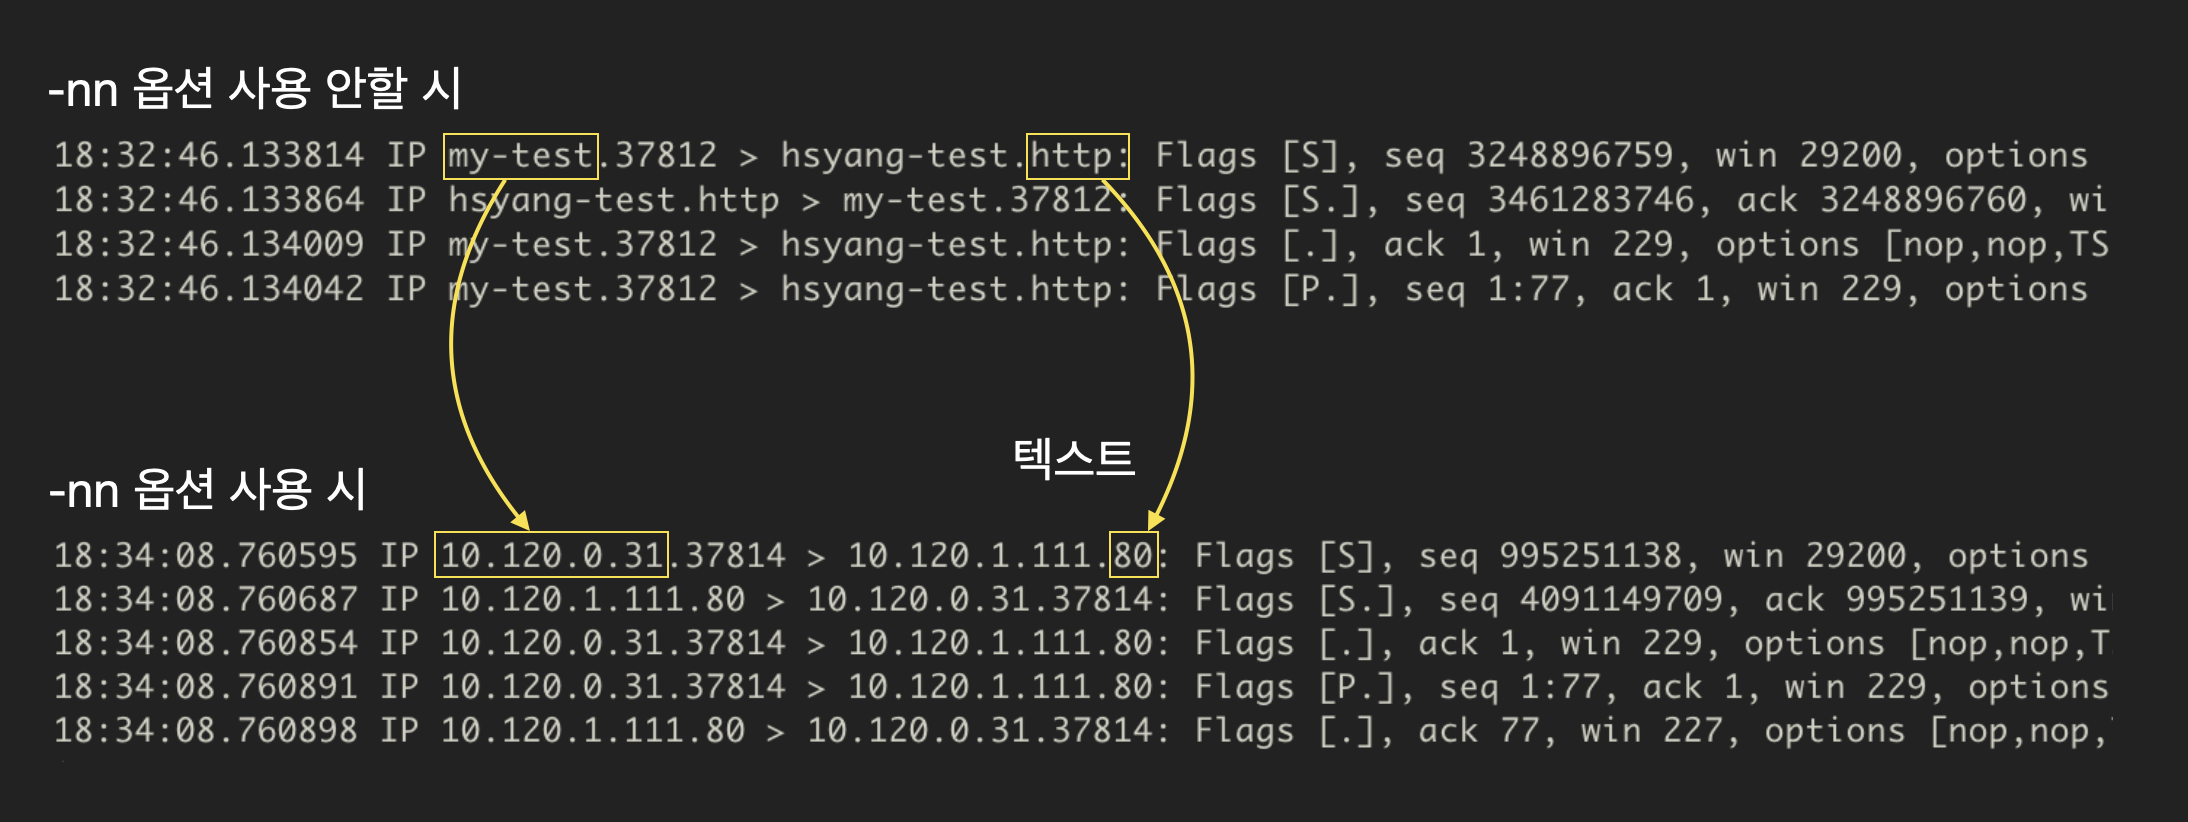 -nn 옵션 사용 안할 시
18:32:46.133814 IP my-test.37812 > hsyang-test.http: Flags [S], seq 3248896759, win 29200, options
18:32:46.133864 IP hsyang-test.http > my-test.37812: Flags [S.], seq 3461283746, ack 3248896760, wi
18:32:46.134009 IP my-test.37812 > hsyang-test.http: Flags [.], ack 1, win 229, options [nop,nop,TS
18:32:46.134042 IP my-test.37812 > hsyang-test.http: Flags [P.], seq 1:77, ack 1, win 229, options
텍스트
-nn 옵션 사용 시
18:34:08.760595 IP 10.120.0.31.37814 > 10.120.1.111.80: Flags [S], seq 995251138, win 29200, options
18:34:08.760687 IP 10.120.1.111.80 > 10.120.0.31.37814: Flags [S.], seq 4091149709, ack 995251139, wi
18:34:08.760854 IP 10.120.0.31.37814 > 10.120.1.111.80: Flags [.], ack 1, win 229, options [nop,nop,T
18:34:08.760891 IP 10.120.0.31.37814 > 10.120.1.111.80: Flags [P.], seq 1:77, ack 1, win 229, options
18:34:08.760898 IP 10.120.1.111.80 > 10.120.0.31.37814: Flags [.], ack 77, win 227, options [nop,nop,